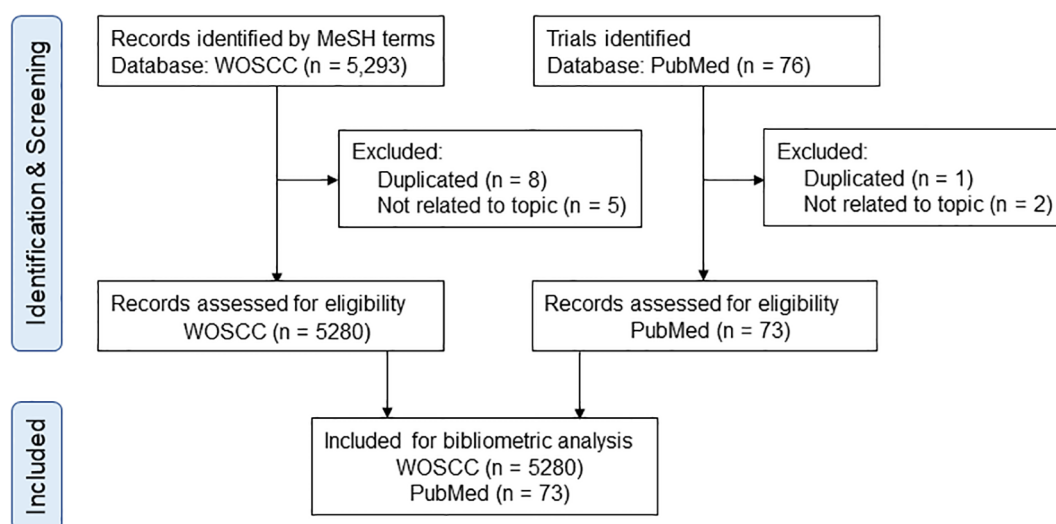 Identification & Screening
Records identified by MeSH terms
Database: WOSCC (n = 5,293)
Trials identified
Database: PubMed (n = 76)
Excluded:
Duplicated (n = 8)
Not related to topic (n = 5)
Excluded:
Duplicated (n = 1)
Not related to topic (n = 2)
Records assessed for eligibility
WOSCC (n = 5280)
Records assessed for eligibility
PubMed (n = 73)
Included
Included for bibliometric analysis
WOSCC (n = 5280)
PubMed (n = 73)